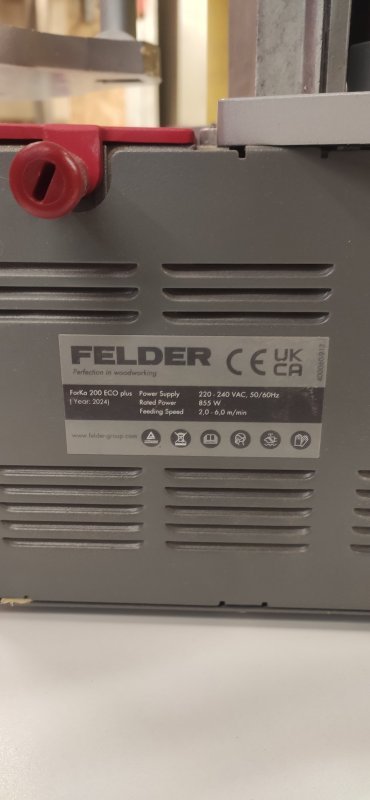 FELDER
Perfection in woodworking
CE UK CA
ForKa 200 ECO plus Power Supply 220 - 240 VAC, 50/60Hz
( Year: 2024) Rated Power 855 W
Feeding Speed 2,0 - 6,0 m/min
www.felder-group.com